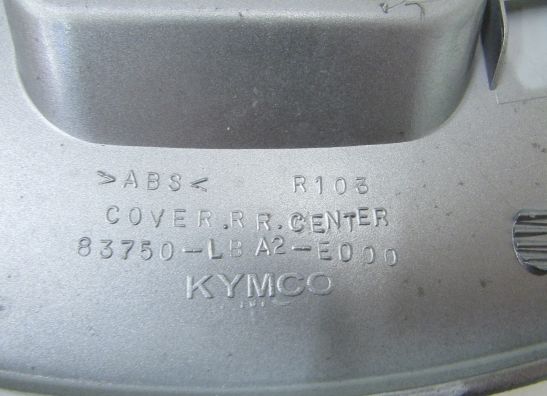 >ABS< R103
COVER.RR.CENTER
83750-LBA2-E000
KYMCO